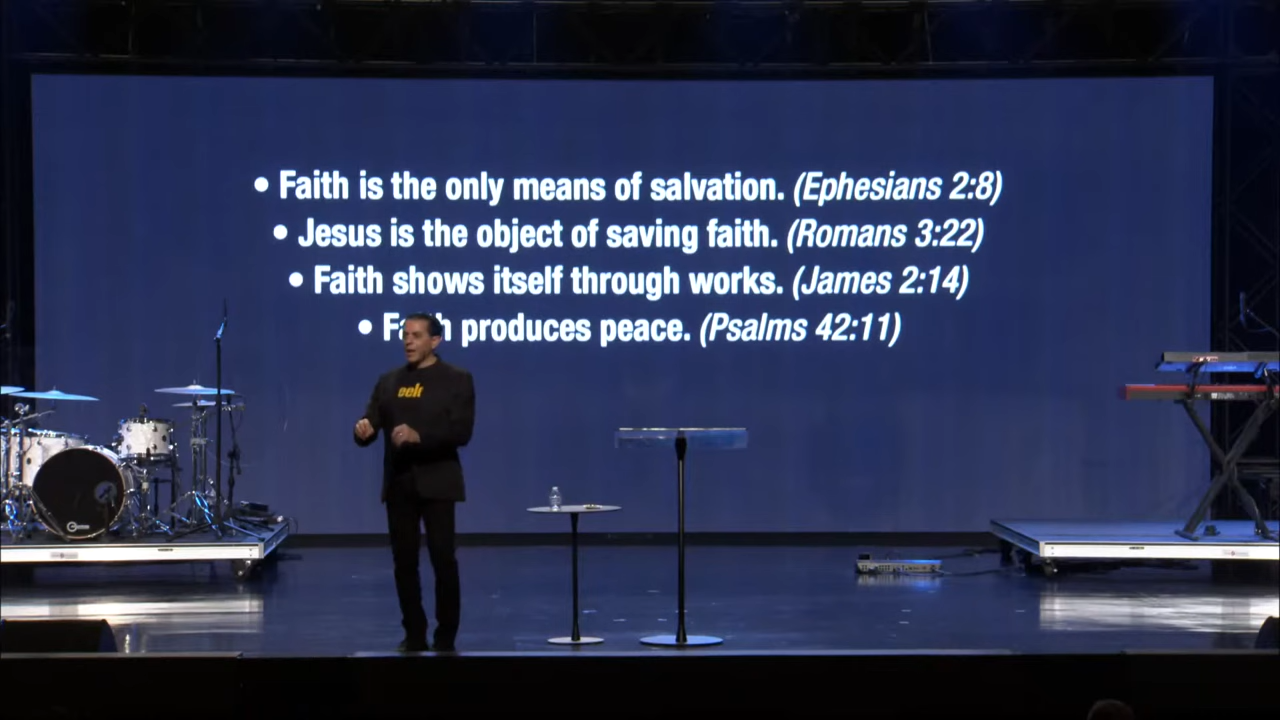 • Faith is the only means of salvation. (Ephesians 2:8)
• Jesus is the object of saving faith. (Romans 3:22)
• Faith shows itself through works. (James 2:14)
• Faith produces peace. (Psalms 42:11)